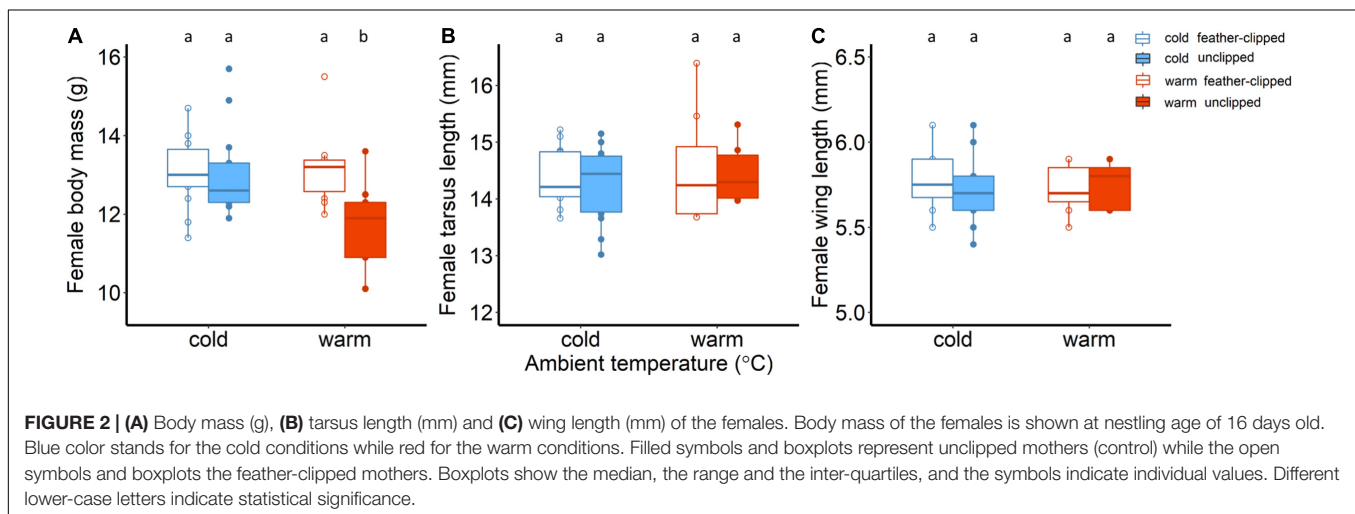 A
a a a b
Female body mass (g)
16
14
12
10
cold warm
B
a a a a
Female tarsus length (mm)
16
15
14
13
12
cold warm
Ambient temperature (°C)
C
a a a a
Female wing length (mm)
6.5
6.0
5.5
5.0
cold warm
cold feather-clipped
cold unclipped
warm feather-clipped
warm unclipped
FIGURE 2 | (A) Body mass (g), (B) tarsus length (mm) and (C) wing length (mm) of the females. Body mass of the females is shown at nestling age of 16 days old.
Blue color stands for the cold conditions while red for the warm conditions. Filled symbols and boxplots represent unclipped mothers (control) while the open
symbols and boxplots the feather-clipped mothers. Boxplots show the median, the range and the inter-quartiles, and the symbols indicate individual values. Different
lower-case letters indicate statistical significance.